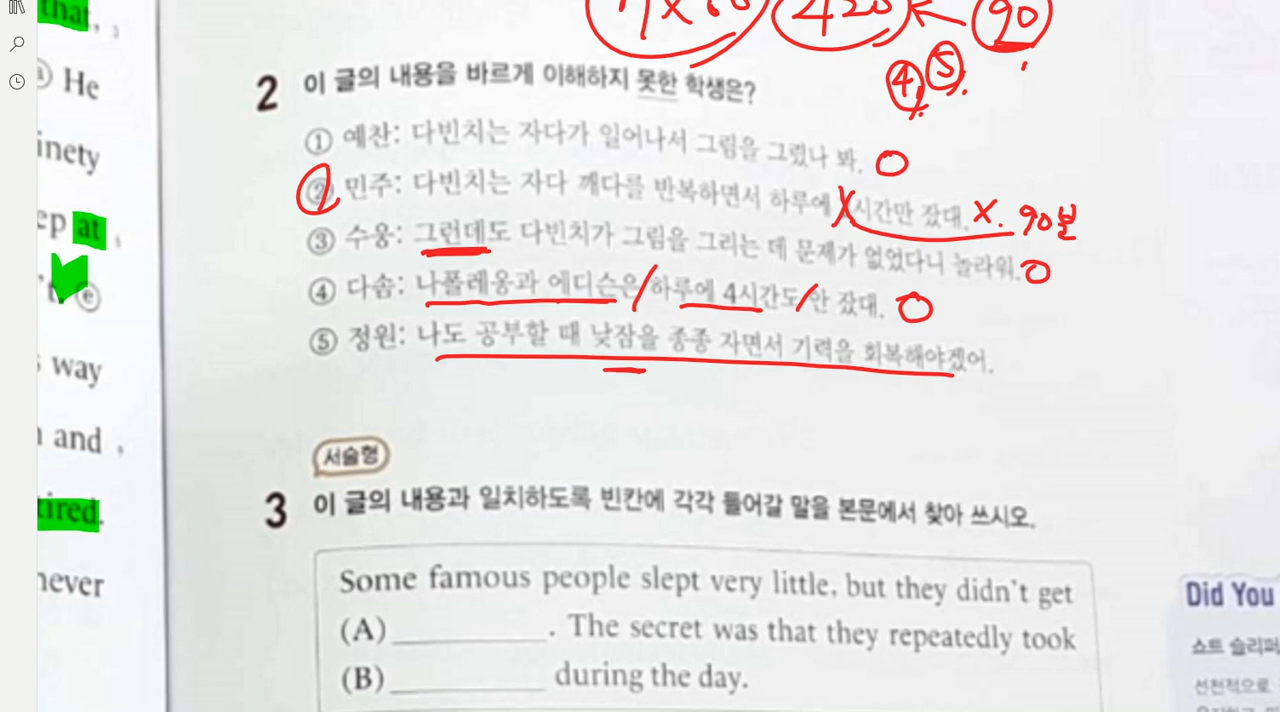 that.
He
90
④, ⑤.
inety
2 이 글의 내용을 바르게 이해하지 못한 학생은?
① 예찬: 다빈치는 자다가 일어나서 그림을 그렸나 봐. O
② 민주: 다빈치는 자다 깨다를 반복하면서 하루에 시간만 잤대. X. 90분
ep at
③ 수웅: 그런데도 다빈치가 그림을 그리는 데 문제가 없었다니 놀라워. O
ⓔ
④ 다솜: 나폴레옹과 에디슨은 / 하루에 4시간도 / 안 잤대. O
⑤ 정원: 나도 공부할 때 낮잠을 종종 자면서 기력을 회복해야겠어.
way
and
서술형
tired.
3 이 글의 내용과 일치하도록 빈칸에 각각 들어갈 말을 본문에서 찾아 쓰시오.
never
Some famous people slept very little, but they didn't get
(A) ________. The secret was that they repeatedly took
(B) ________ during the day.
Did You
쇼트 슬리퍼
선천적으로